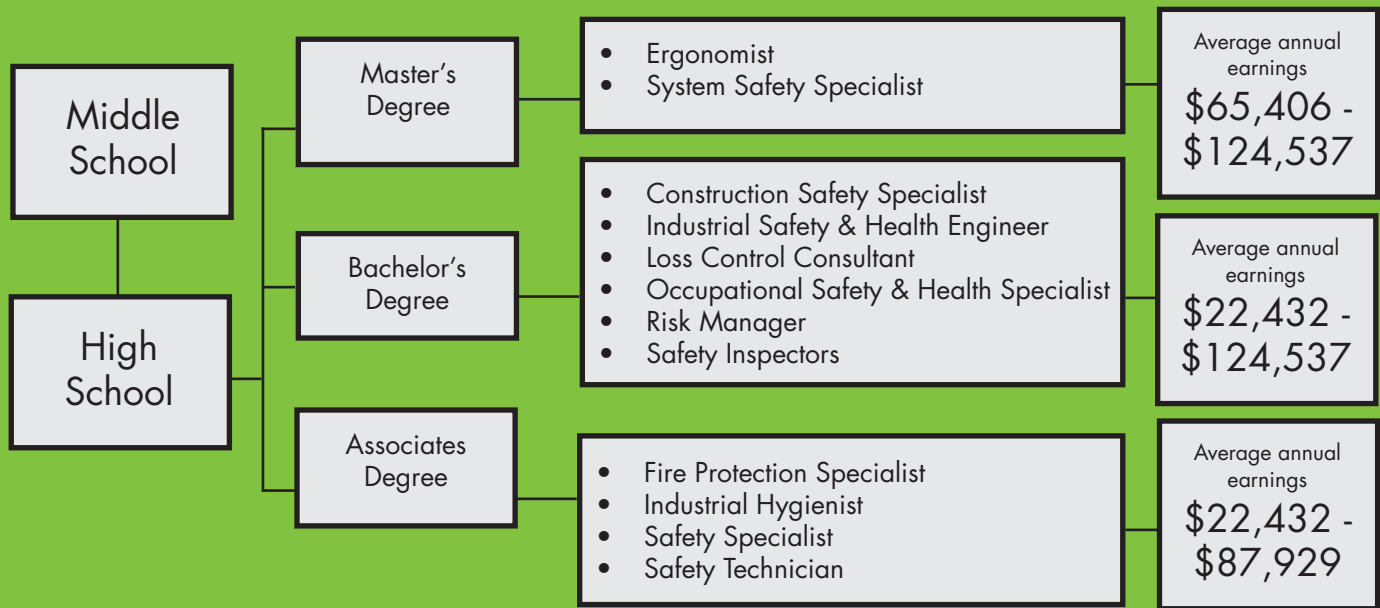 Middle
School
High
School
Master's
Degree
• Ergonomist
• System Safety Specialist
Average annual
earnings
$65,406 -
$124,537
Bachelor's
Degree
• Construction Safety Specialist
• Industrial Safety & Health Engineer
• Loss Control Consultant
• Occupational Safety & Health Specialist
• Risk Manager
• Safety Inspectors
Average annual
earnings
$22,432 -
$124,537
Associates
Degree
• Fire Protection Specialist
• Industrial Hygienist
• Safety Specialist
• Safety Technician
Average annual
earnings
$22,432 -
$87,929